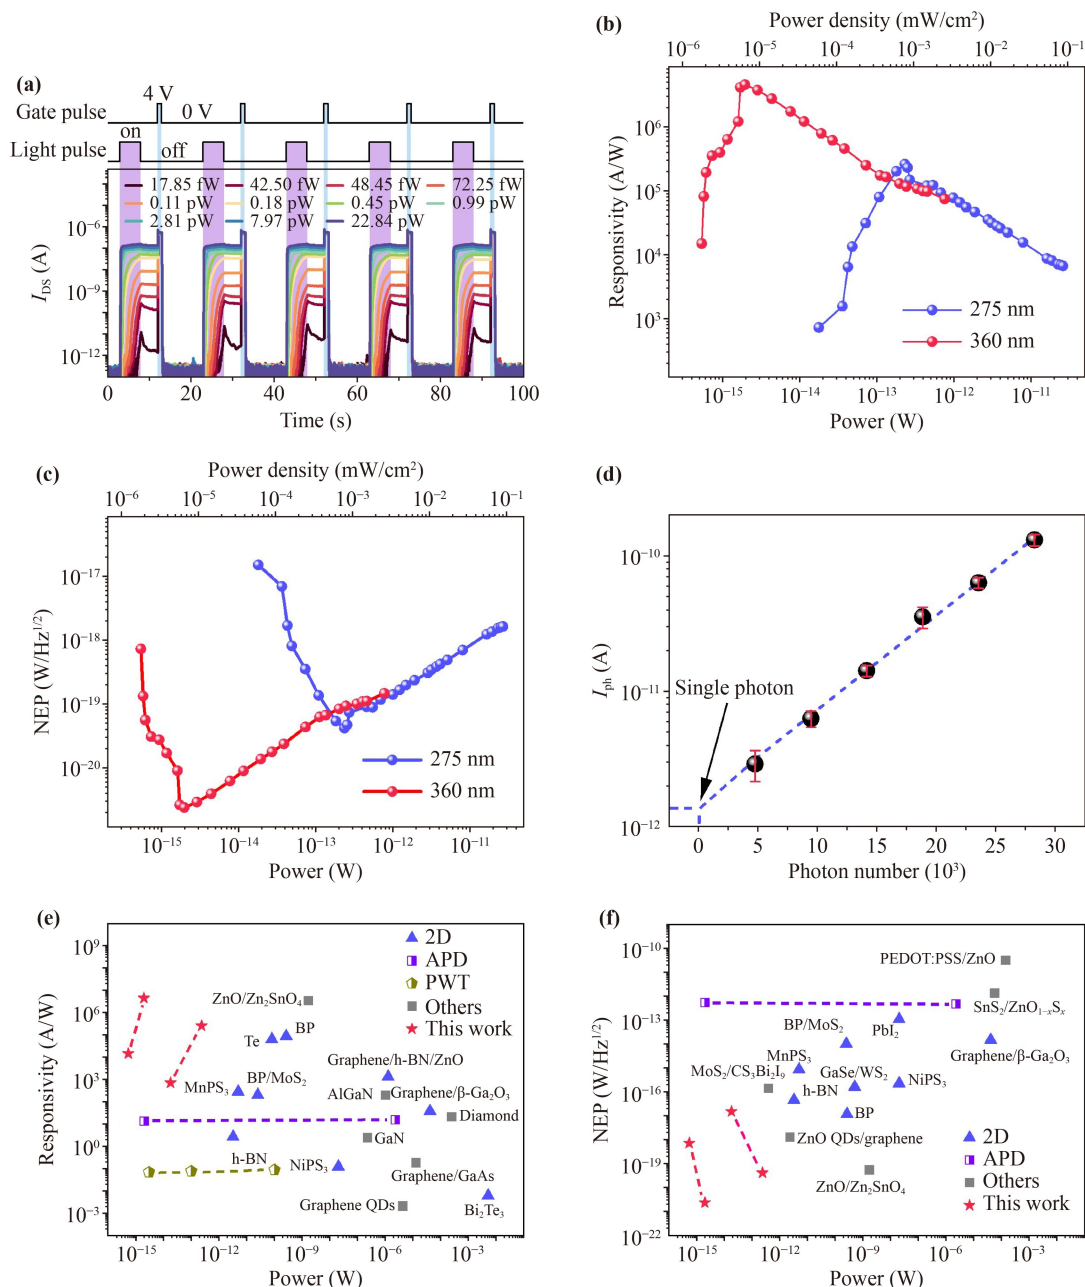 (a)
4 V
Gate pulse
0 V
on
Light pulse
off
17.85 fW 42.50 fW 48.45 fW 72.25 fW
0.11 pW 0.18 pW 0.45 pW 0.99 pW
2.81 pW 7.97 pW 22.84 pW
10⁻⁶
10⁻⁹
10⁻¹²
I_DS (A)
0 20 40 60 80 100
Time (s)
(b)
Power density (mW/cm²)
10⁻⁶ 10⁻⁵ 10⁻⁴ 10⁻³ 10⁻² 10⁻¹
10⁶
10⁵
10⁴
10³
Responsivity (A/W)
275 nm
360 nm
10⁻¹⁵ 10⁻¹⁴ 10⁻¹³ 10⁻¹² 10⁻¹¹
Power (W)
(c)
Power density (mW/cm²)
10⁻⁶ 10⁻⁵ 10⁻⁴ 10⁻³ 10⁻² 10⁻¹
10⁻¹⁷
10⁻¹⁸
10⁻¹⁹
10⁻²⁰
NEP (W/Hz^1/2)
275 nm
360 nm
10⁻¹⁵ 10⁻¹⁴ 10⁻¹³ 10⁻¹² 10⁻¹¹
Power (W)
(d)
10⁻¹⁰
10⁻¹¹
10⁻¹²
I_ph (A)
Single photon
0 5 10 15 20 25 30
Photon number (10³)
(e)
10⁹
10⁶
10³
10⁰
10⁻³
Responsivity (A/W)
2D
APD
PWT
Others
This work
ZnO/Zn₂SnO₄
Te
BP
Graphene/h-BN/ZnO
MnPS₃
BP/MoS₂
AlGaN
Graphene/β-Ga₂O₃
Diamond
GaN
h-BN
NiPS₃
Graphene/GaAs
Graphene QDs
Bi₂Te₃
10⁻¹⁵ 10⁻¹² 10⁻⁹ 10⁻⁶ 10⁻³
Power (W)
(f)
10⁻¹⁰
10⁻¹³
10⁻¹⁶
10⁻¹⁹
10⁻²²
NEP (W/Hz^1/2)
PEDOT:PSS/ZnO
SnS₂/ZnO₁₋ₓSₓ
BP/MoS₂
PbI₂
Graphene/β-Ga₂O₃
MnPS₃
MoS₂/CS₃Bi₂I₉
GaSe/WS₂
NiPS₃
h-BN
BP
ZnO QDs/graphene
ZnO/Zn₂SnO₄
2D
APD
Others
This work
10⁻¹⁵ 10⁻¹² 10⁻⁹ 10⁻⁶ 10⁻³
Power (W)